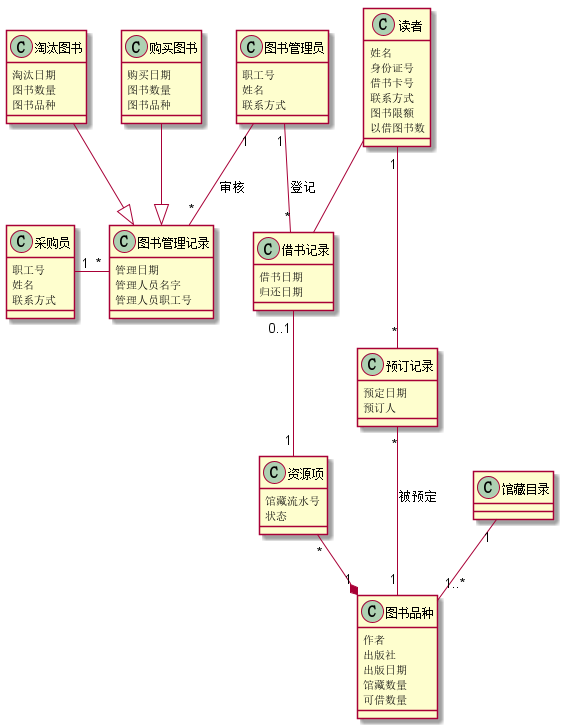 C 淘汰图书
淘汰日期
图书数量
图书品种
C 购买图书
购买日期
图书数量
图书品种
C 图书管理员
职工号
姓名
联系方式
C 读者
姓名
身份证号
借书卡号
联系方式
图书限额
以借图书数
1
1
1
审核
登记
*
*
C 采购员
职工号
姓名
联系方式
1
*
C 图书管理记录
管理日期
管理人员名字
管理人员职工号
C 借书记录
借书日期
归还日期
0..1
*
C 预订记录
预定日期
预订人
1
*
C 资源项
馆藏流水号
状态
被预定
C 馆藏目录
*
1
1
1
1..*
C 图书品种
作者
出版社
出版日期
馆藏数量
可借数量